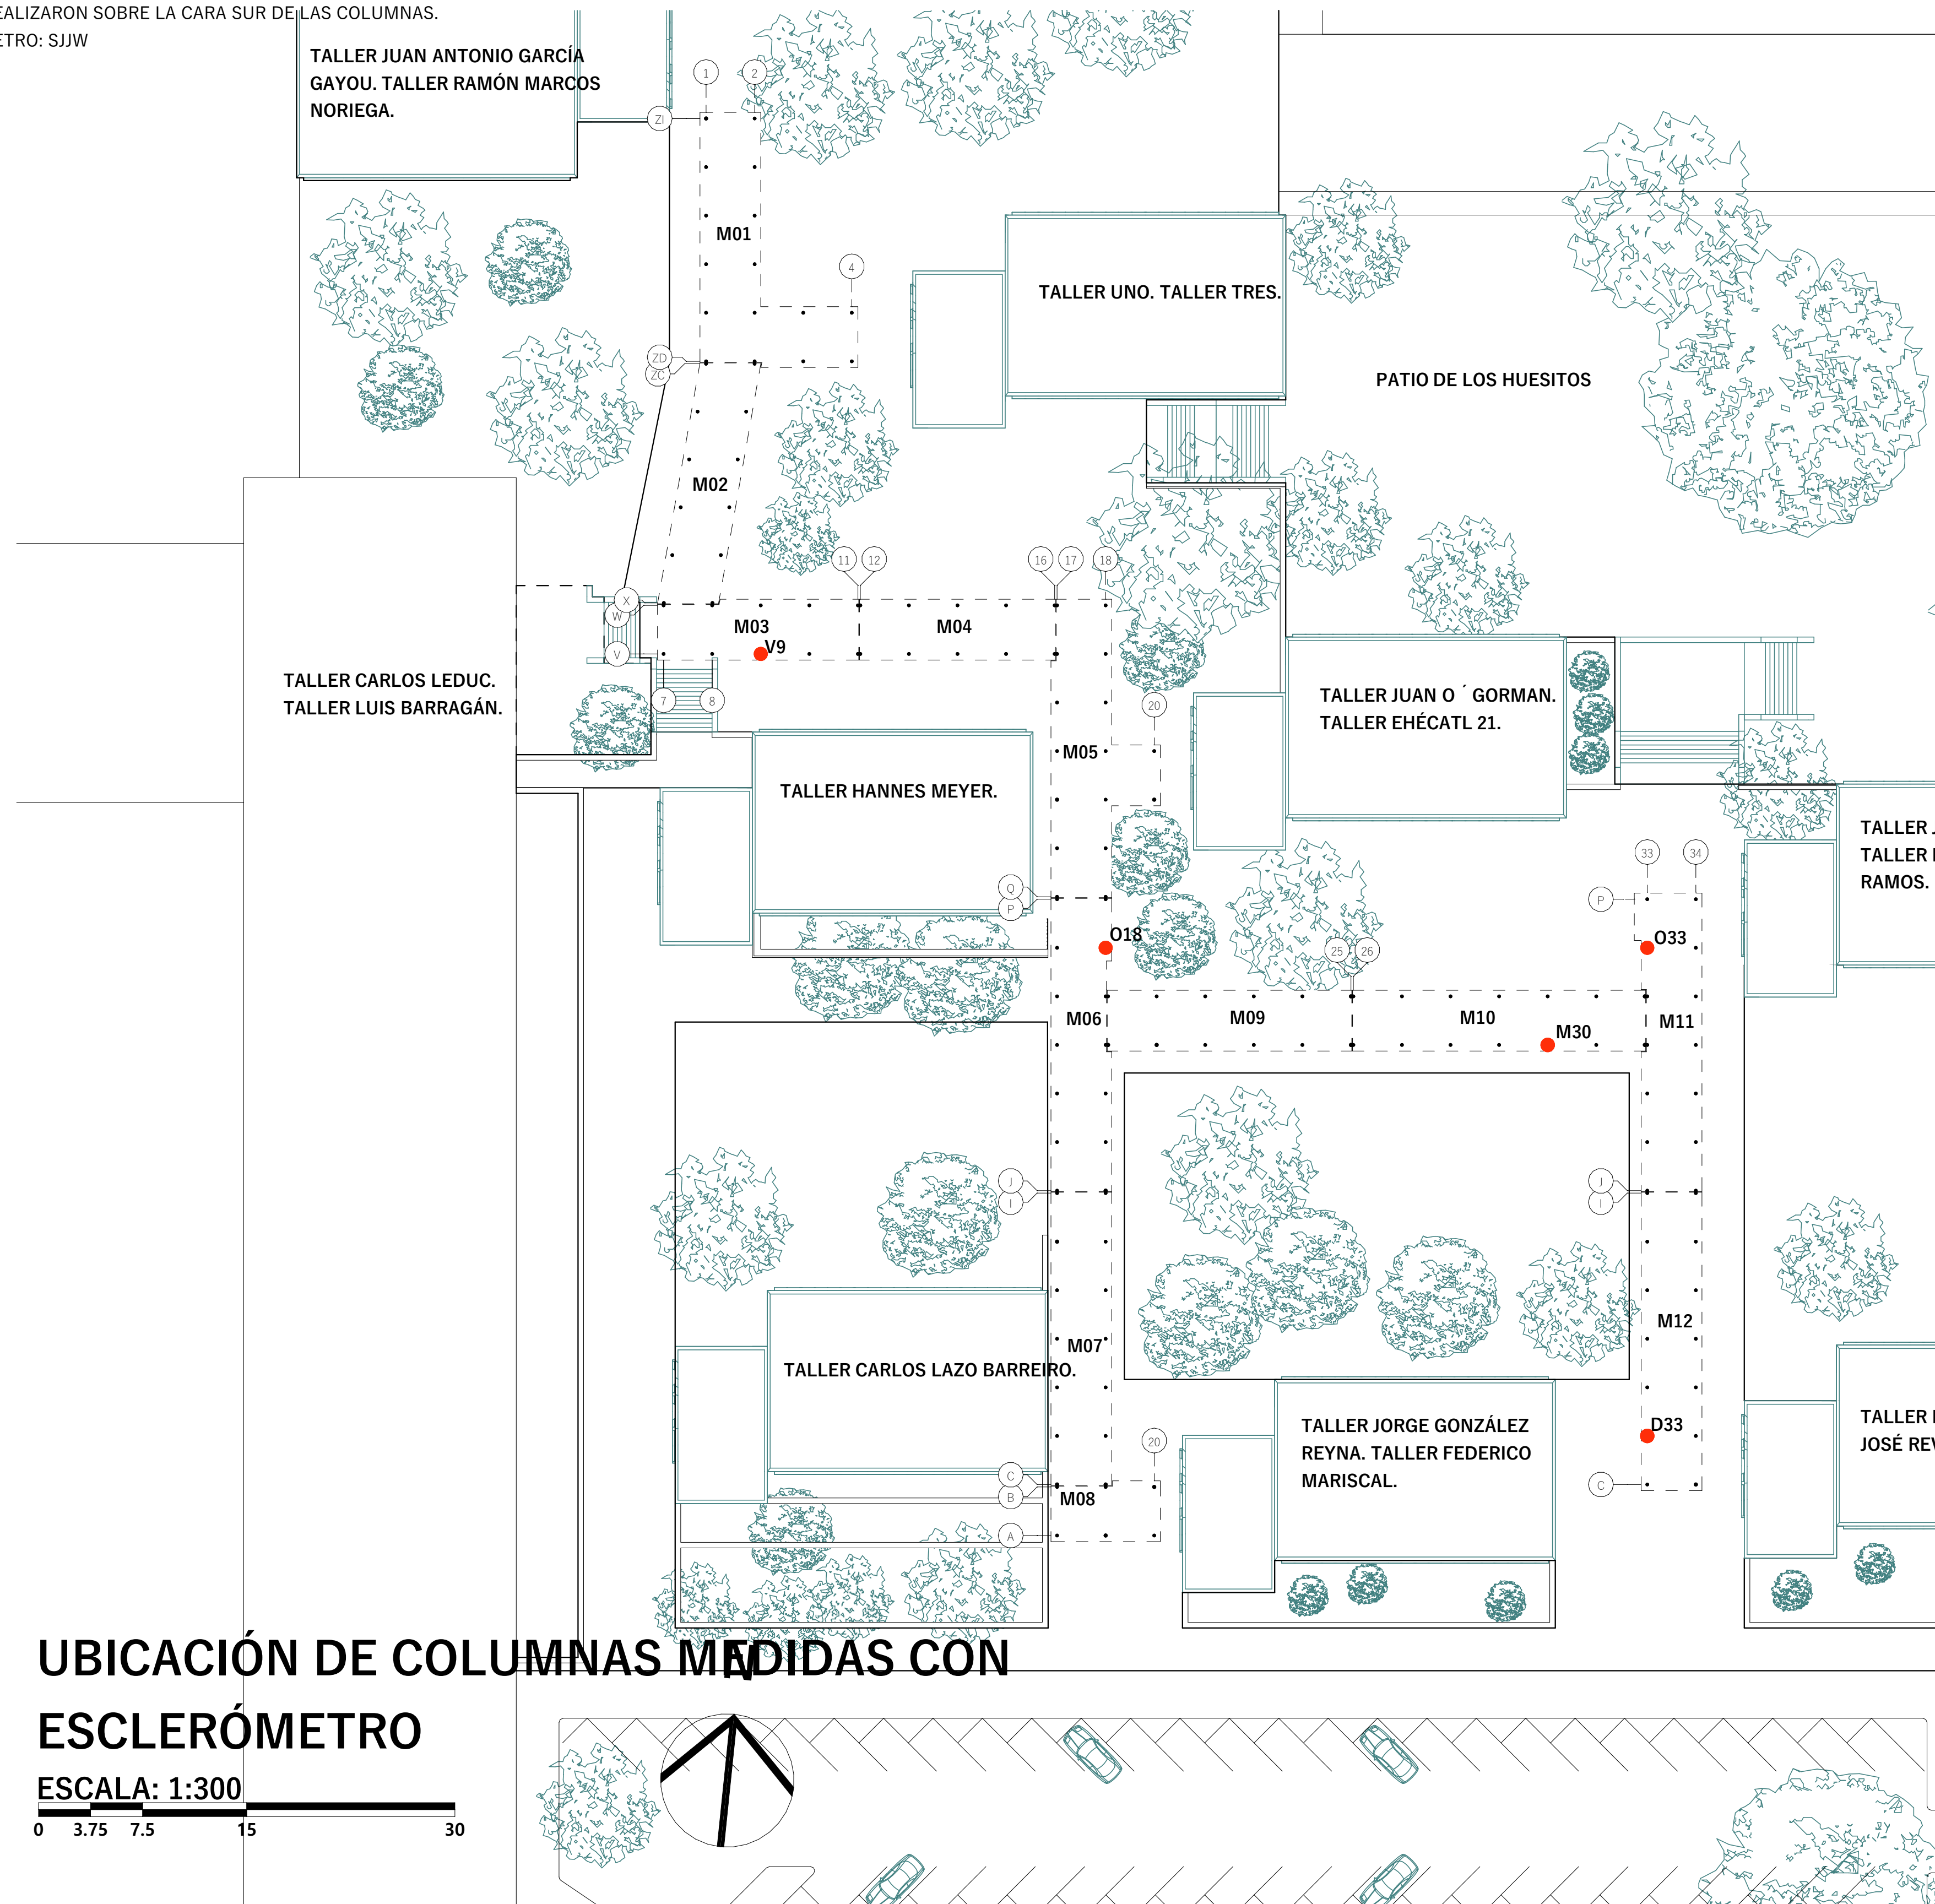 EALIZARON SOBRE LA CARA SUR DE LAS COLUMNAS.
ETRO: SJJW
TALLER JUAN ANTONIO GARCÍA
GAYOU. TALLER RAMÓN MARCOS
NORIEGA.
1
2
ZI
M01
4
TALLER UNO. TALLER TRES.
ZD
ZC
PATIO DE LOS HUESITOS
M02
11
12
16
17
18
X
W
V
M03
V9
M04
7
8
TALLER CARLOS LEDUC.
TALLER LUIS BARRAGÁN.
TALLER JUAN O´GORMAN.
TALLER EHÉCATL 21.
20
M05
TALLER HANNES MEYER.
TALLER
TALLER
RAMOS.
33
34
Q
P
P
O18
O33
25
26
M06
M09
M10
M30
M11
J
I
J
I
M12
M07
TALLER CARLOS LAZO BARREIRO.
TALLER JORGE GONZÁLEZ
REYNA. TALLER FEDERICO
MARISCAL.
D33
TALLER
JOSÉ REV
20
C
B
C
M08
A
UBICACIÓN DE COLUMNAS MEDIDAS CON
ESCLERÓMETRO
N
ESCALA: 1:300
0 3.75 7.5 15 30